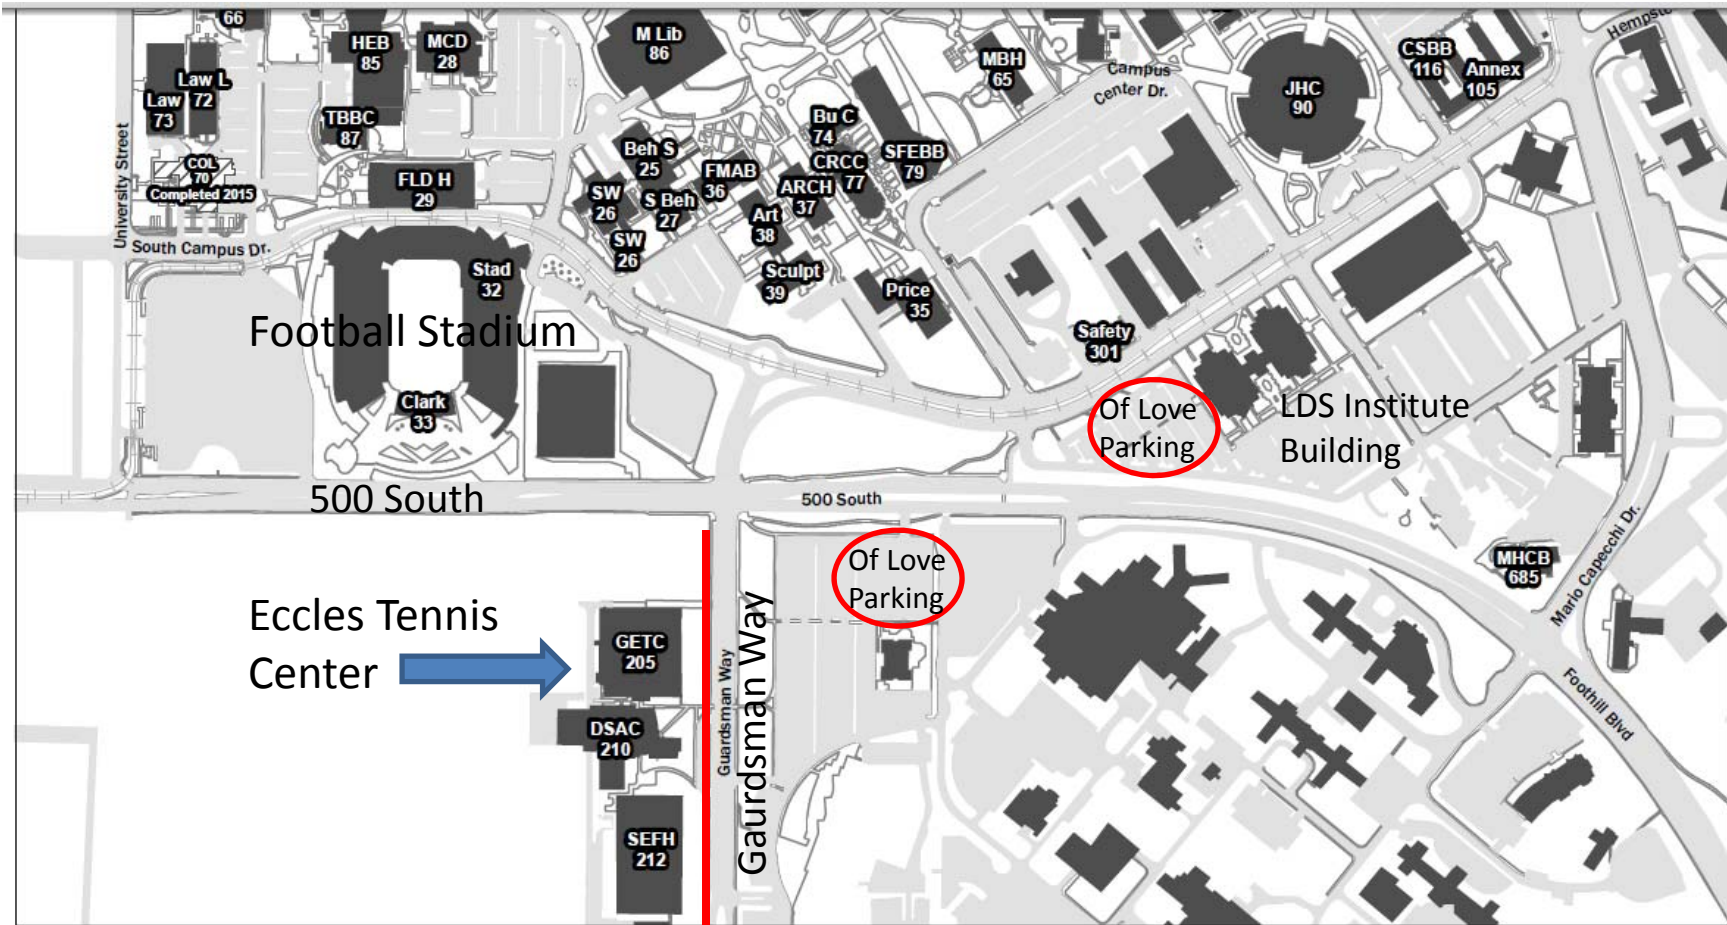 66
HEB
85
MCD
28
M Lib
86
MBH
65
Campus
Center Dr.
JHC
90
CSBB
116
Annex
105
Law L
72
Law
73
TBBC
87
COL
70
Completed 2015
FLD H
29
University Street
South Campus Dr.
Beh S
25
SW
26
S Beh
27
SW
26
FMAB
36
Bu C
74
CRCC
77
SFEBB
79
ARCH
37
Art
38
Sculpt
39
Price
35
Stad
32
Football Stadium
Clark
33
Safety
301
Of Love
Parking
LDS Institute
Building
500 South
500 South
Of Love
Parking
MHCB
685
Mario Capecchi Dr.
Foothill Blvd
Eccles Tennis
Center
GETC
205
DSAC
210
SEFH
212
Guardsman Way
Gaurdsman Way